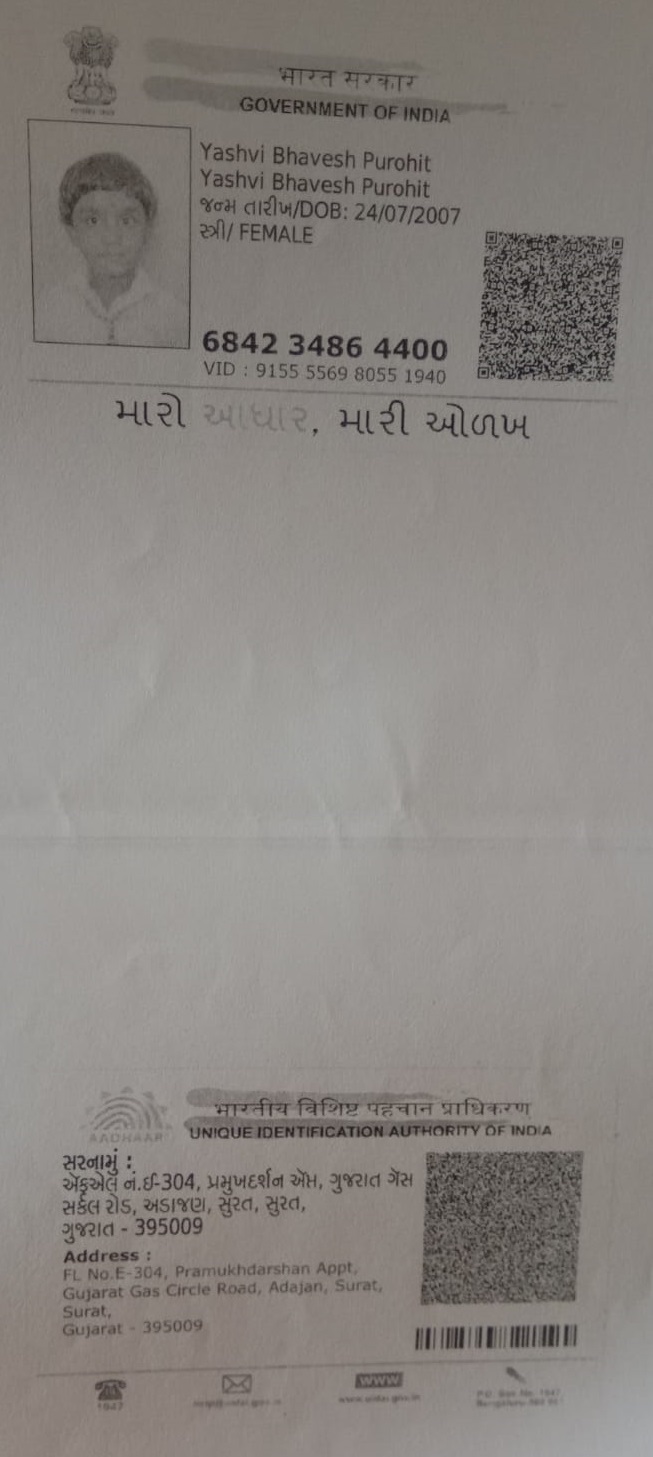 भारत सरकार
GOVERNMENT OF INDIA
Yashvi Bhavesh Purohit
Yashvi Bhavesh Purohit
જન્મ તારીખ/DOB: 24/07/2007
સ્ત્રી/ FEMALE
6842 3486 4400
VID : 9155 5569 8055 1940
મારો આધાર, મારી ઓળખ
भारतीय विशिष्ट पहचान प्राधिकरण
AADHAAR
UNIQUE IDENTIFICATION AUTHORITY OF INDIA
સરનામું :
ઍફ્એલ નં.ઈ-304, પ્રમુખદર્શન ઍપ્ત, ગુજરાત ગૅસ
સર્કલ રોડ, અડાજણ, સુરત, સુરત,
ગુજરાત - 395009
Address :
FL No.E-304, Pramukhdarshan Appt,
Gujarat Gas Circle Road, Adajan, Surat,
Surat,
Gujarat - 395009
www
1947